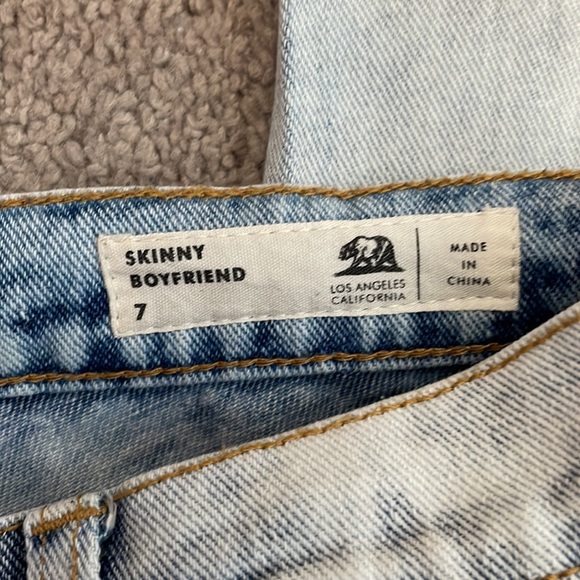 SKINNY
BOYFRIEND
7
LOS ANGELES
CALIFORNIA
MADE
IN
CHINA